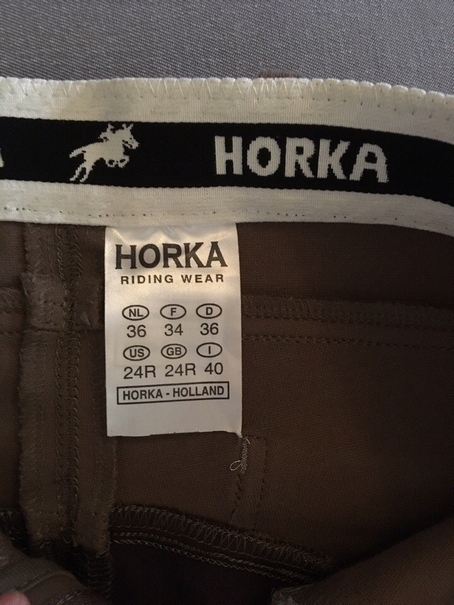 HORKA
HORKA
RIDING WEAR
NL F D
36 34 36
US GB I
24R 24R 40
HORKA - HOLLAND